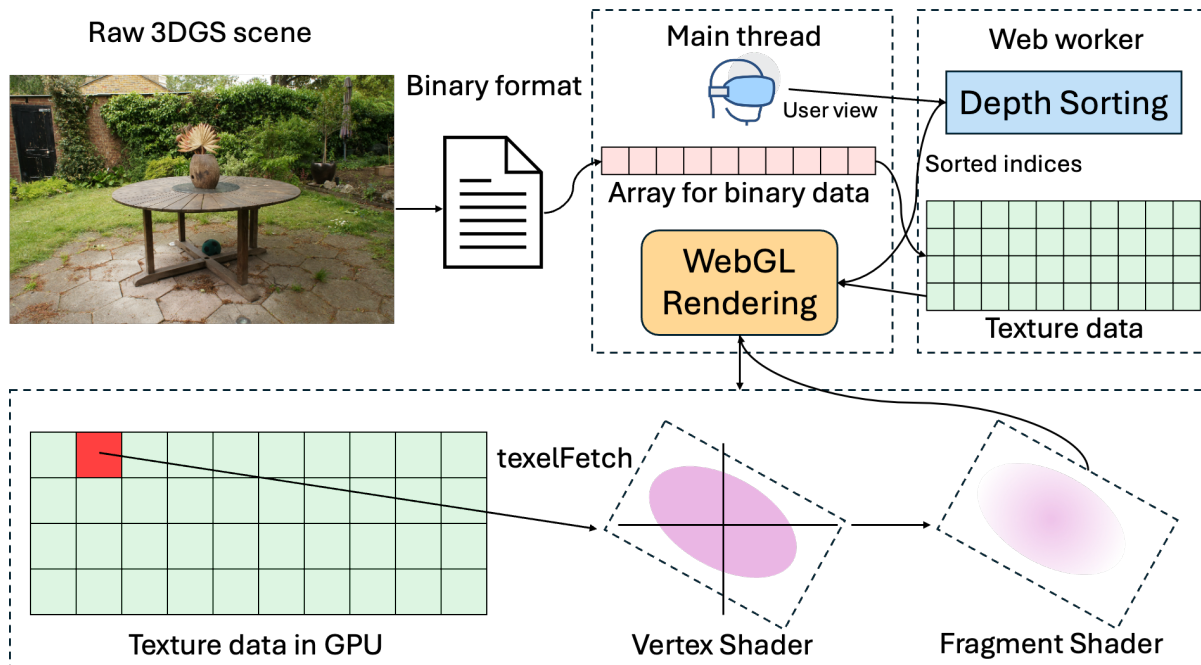 Raw 3DGS scene
Binary format
Main thread
User view
Array for binary data
WebGL
Rendering
Web worker
Depth Sorting
Sorted indices
Texture data
texelFetch
Texture data in GPU
Vertex Shader
Fragment Shader